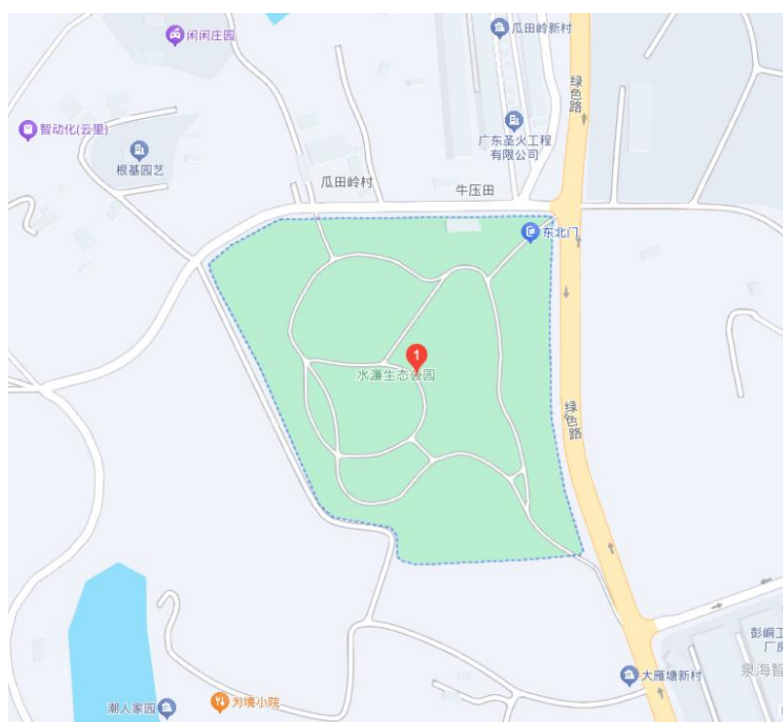 闲闲庄园
瓜田岭新村
绿色路
智动化(云里)
根基园艺
广东圣火工程
有限公司
瓜田岭村
牛压田
东北门
1
水濂生态公园
绿色路
彭峒工
厂房
泉海智
大雁塘新村
潮人家园
为境小院